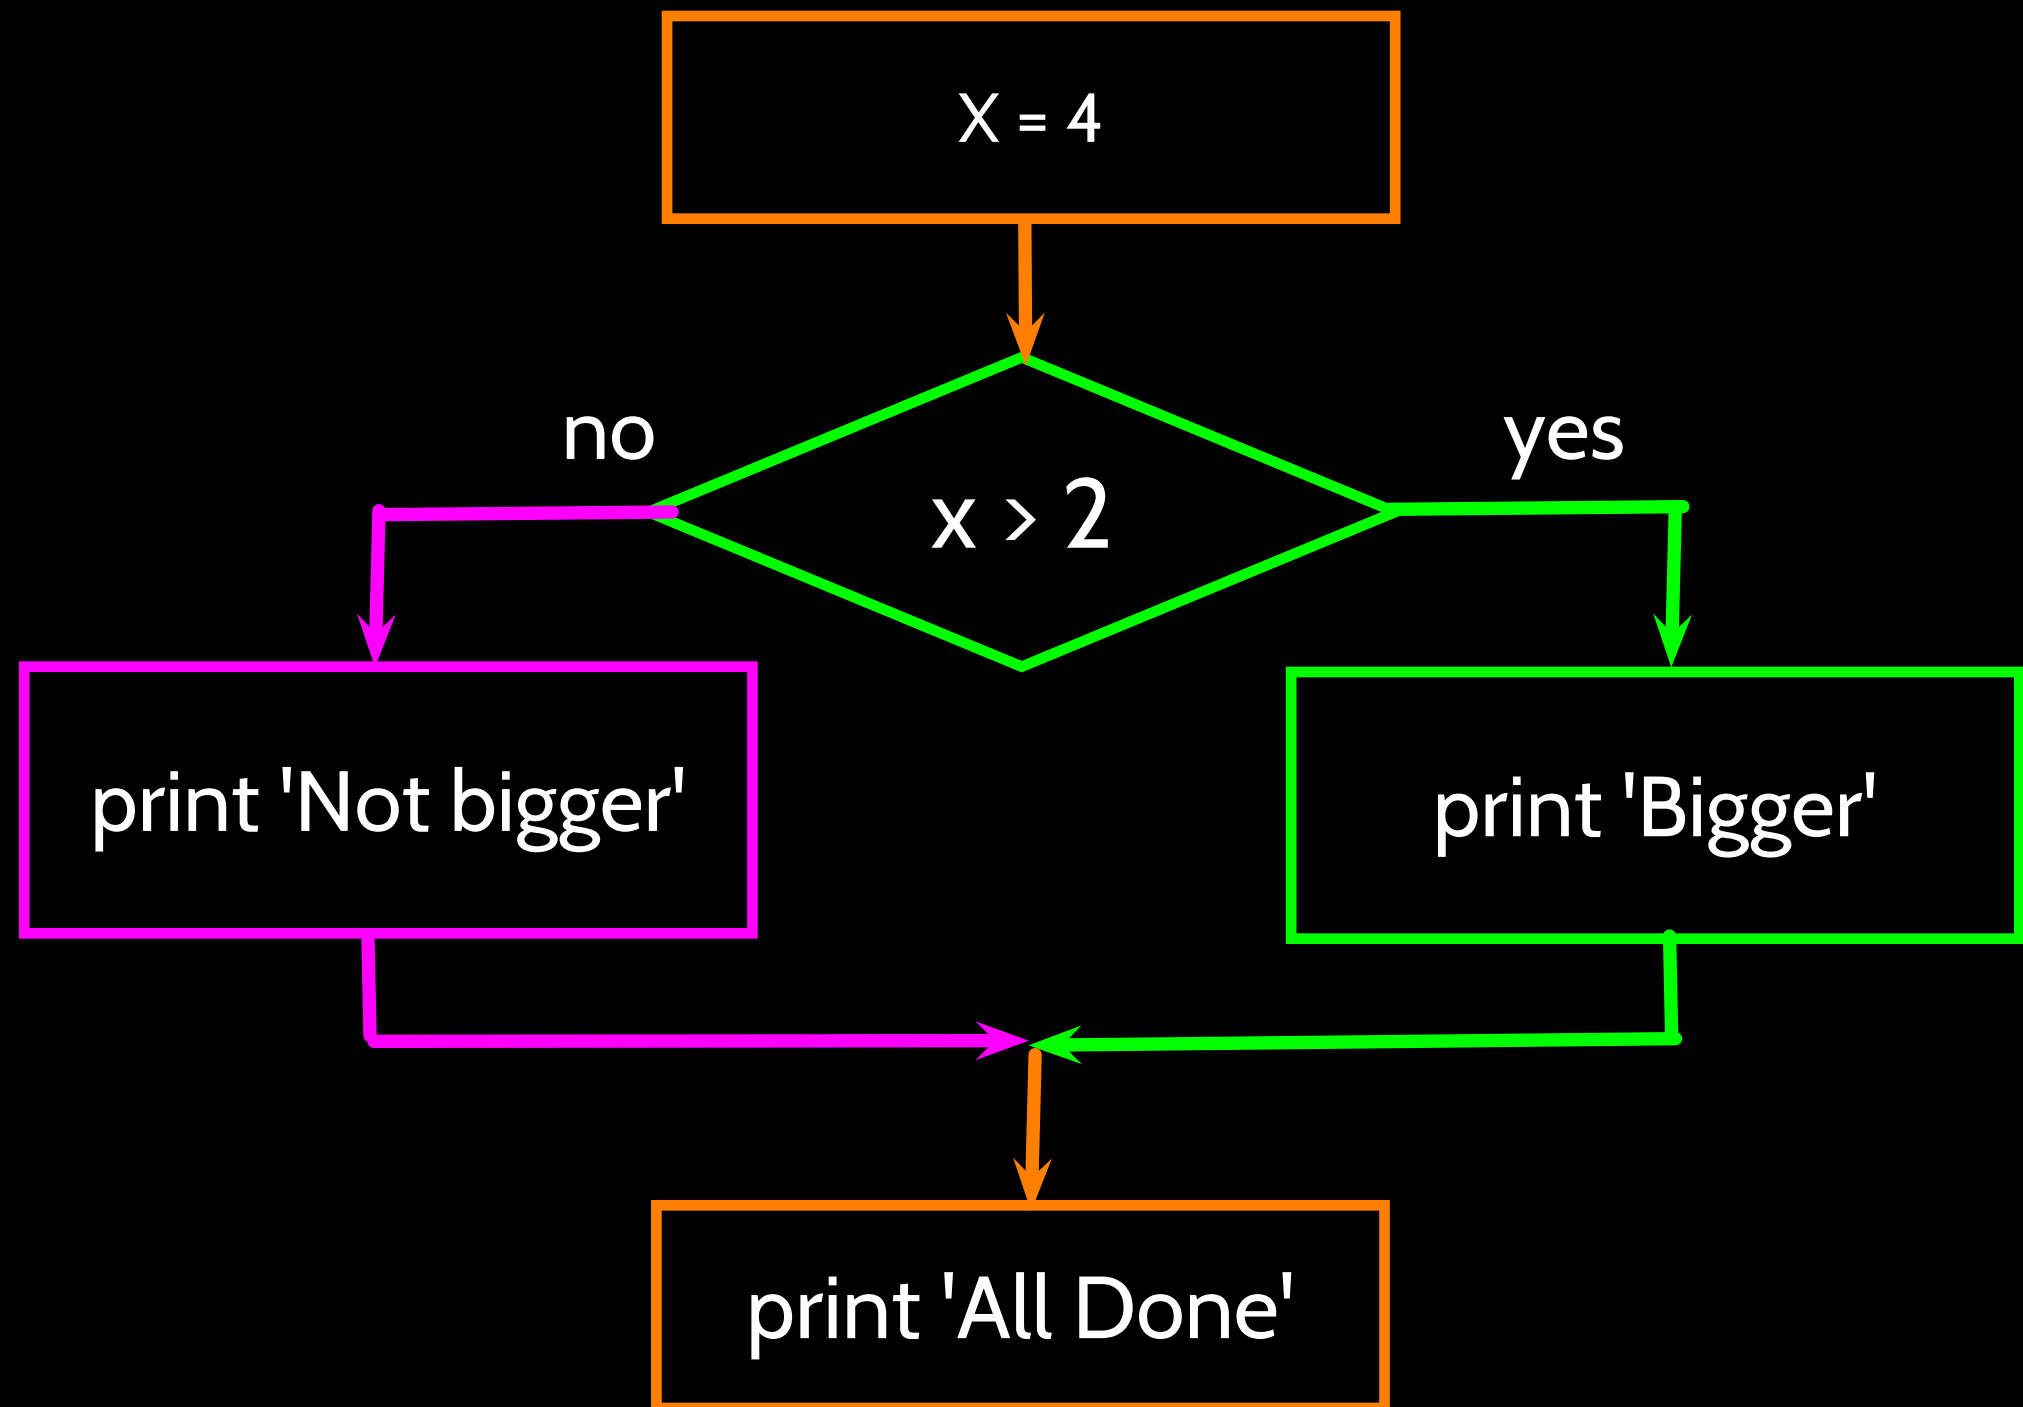 X = 4
no
yes
x > 2
print 'Not bigger'
print 'Bigger'
print 'All Done'